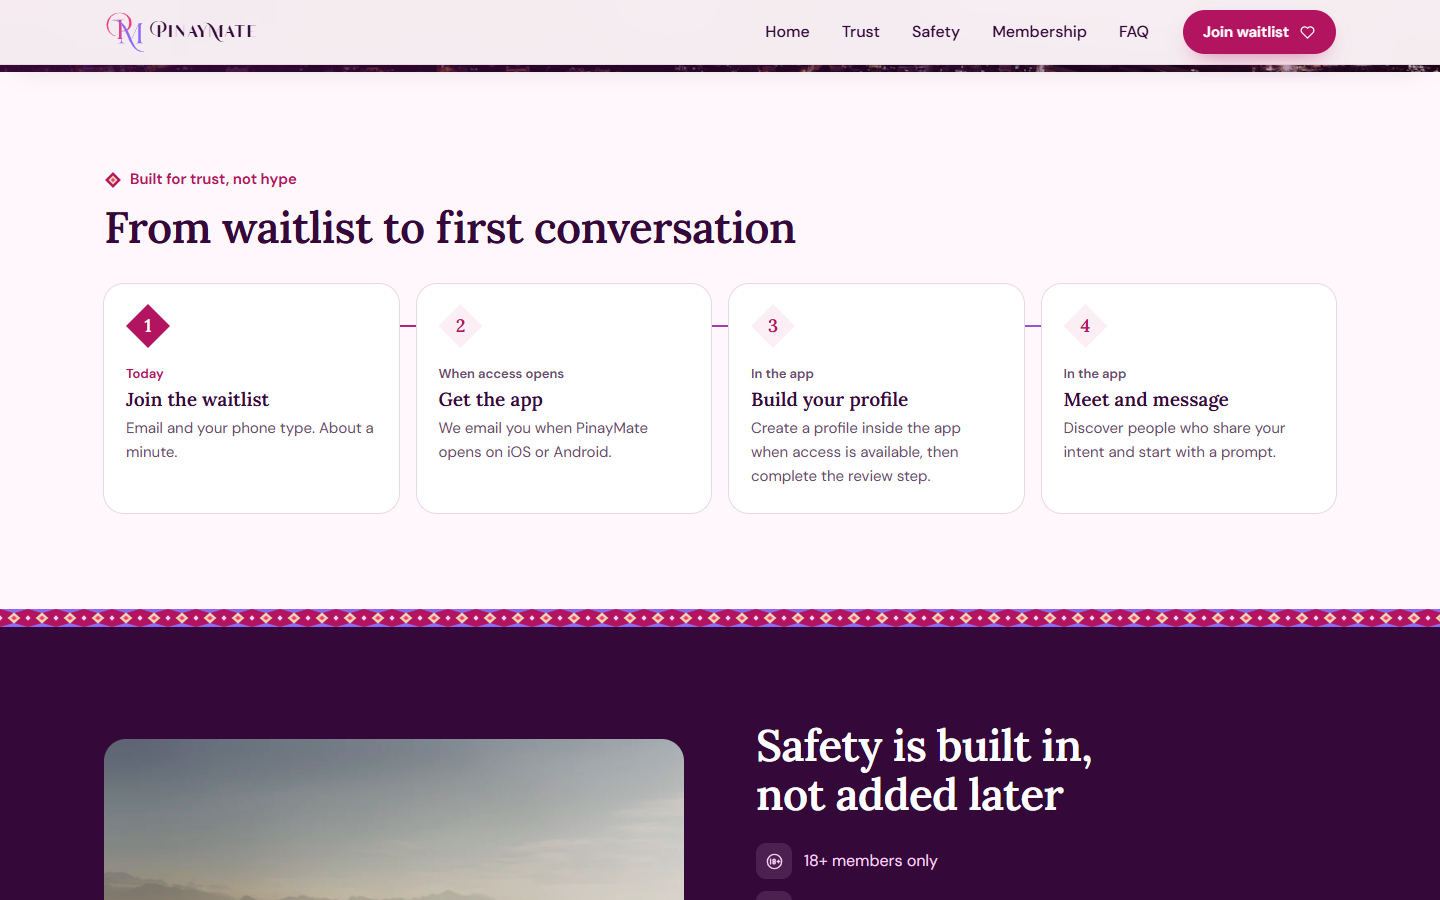 PM PINAYMATE
Home Trust Safety Membership FAQ Join waitlist
Built for trust, not hype
From waitlist to first conversation
1
Today
Join the waitlist
Email and your phone type. About a
minute.
2
When access opens
Get the app
We email you when PinayMate
opens on iOS or Android.
3
In the app
Build your profile
Create a profile inside the app
when access is available, then
complete the review step.
4
In the app
Meet and message
Discover people who share your
intent and start with a prompt.
Safety is built in,
not added later
18+
18+ members only